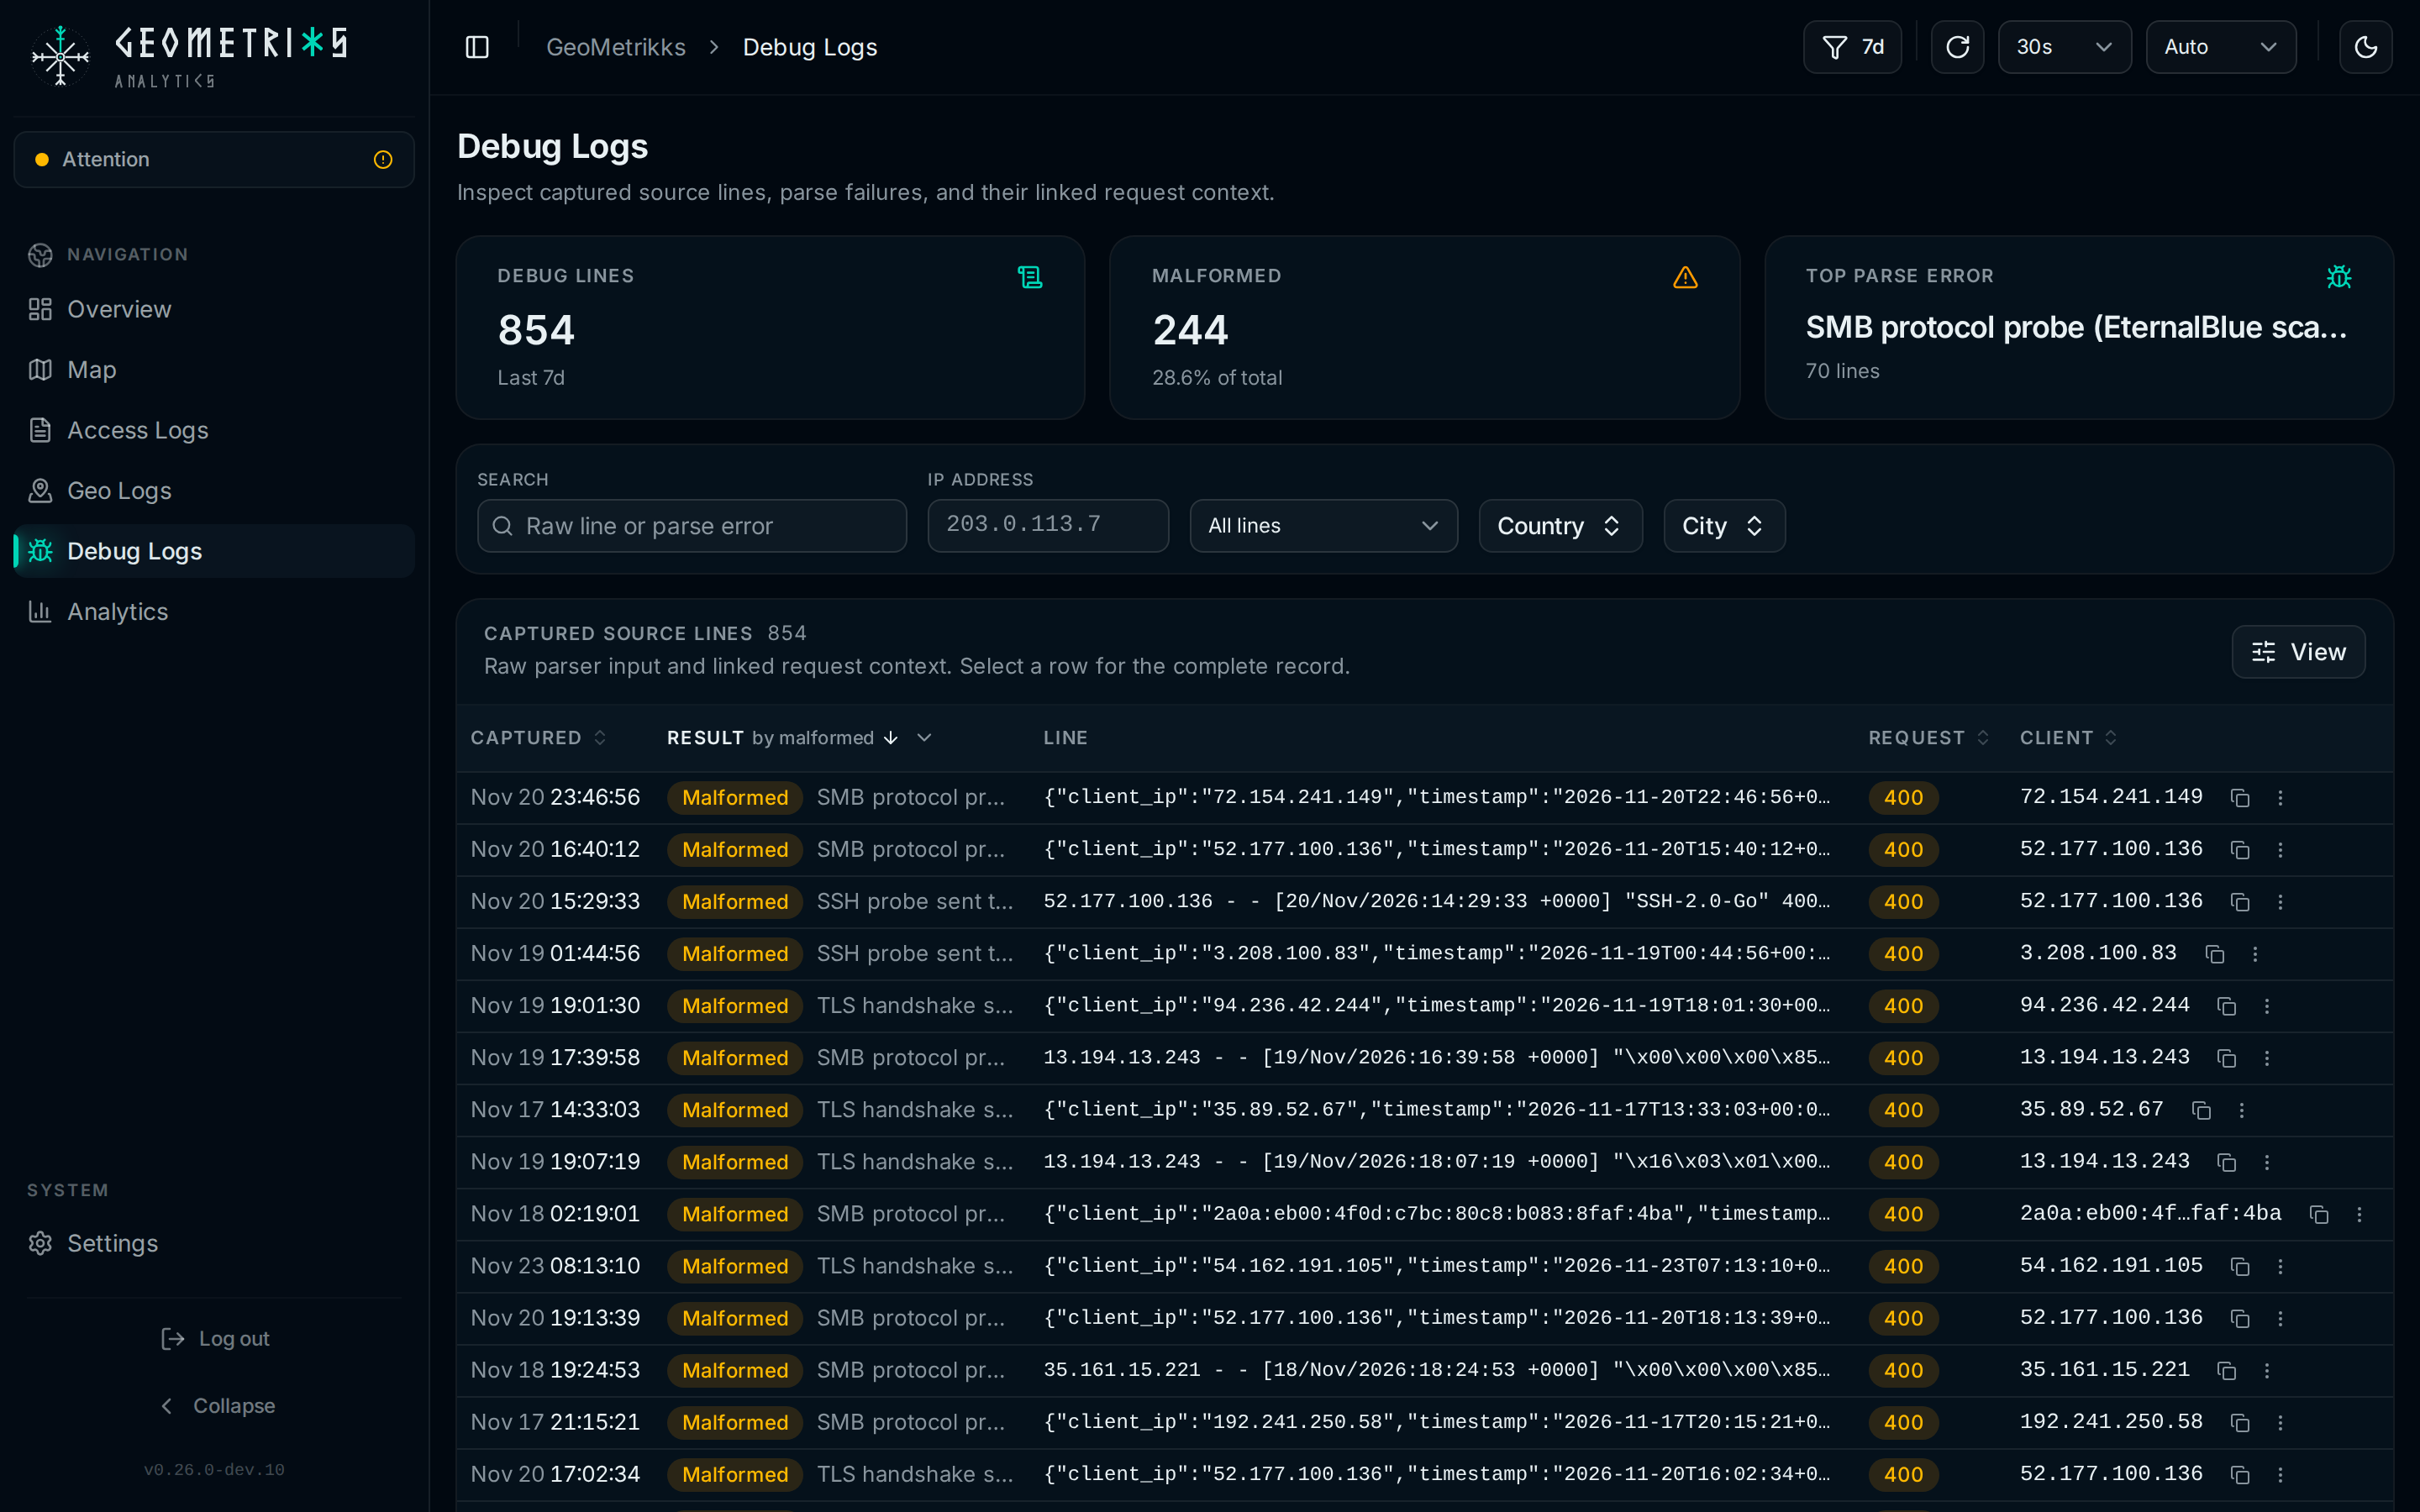 GEOMETRIKS
ANALYTICS
Attention
NAVIGATION
Overview
Map
Access Logs
Geo Logs
Debug Logs
Analytics
SYSTEM
Settings
Log out
Collapse
v0.26.0-dev.10
GeoMetrikks > Debug Logs
7d
30s
Auto
Debug Logs
Inspect captured source lines, parse failures, and their linked request context.
DEBUG LINES
854
Last 7d
MALFORMED
244
28.6% of total
TOP PARSE ERROR
SMB protocol probe (EternalBlue sca...
70 lines
SEARCH
Raw line or parse error
IP ADDRESS
203.0.113.7
All lines
Country
City
CAPTURED SOURCE LINES 854
Raw parser input and linked request context. Select a row for the complete record.
View
CAPTURED RESULT by malformed LINE REQUEST CLIENT
Nov 20 23:46:56 Malformed SMB protocol pr... {"client_ip":"72.154.241.149","timestamp":"2026-11-20T22:46:56+0... 400 72.154.241.149
Nov 20 16:40:12 Malformed SMB protocol pr... {"client_ip":"52.177.100.136","timestamp":"2026-11-20T15:40:12+0... 400 52.177.100.136
Nov 20 15:29:33 Malformed SSH probe sent t... 52.177.100.136 - - [20/Nov/2026:14:29:33 +0000] "SSH-2.0-Go" 400... 400 52.177.100.136
Nov 19 01:44:56 Malformed SSH probe sent t... {"client_ip":"3.208.100.83","timestamp":"2026-11-19T00:44:56+00:... 400 3.208.100.83
Nov 19 19:01:30 Malformed TLS handshake s... {"client_ip":"94.236.42.244","timestamp":"2026-11-19T18:01:30+00... 400 94.236.42.244
Nov 19 17:39:58 Malformed SMB protocol pr... 13.194.13.243 - - [19/Nov/2026:16:39:58 +0000] "\x00\x00\x00\x85... 400 13.194.13.243
Nov 17 14:33:03 Malformed TLS handshake s... {"client_ip":"35.89.52.67","timestamp":"2026-11-17T13:33:03+00:0... 400 35.89.52.67
Nov 19 19:07:19 Malformed TLS handshake s... 13.194.13.243 - - [19/Nov/2026:18:07:19 +0000] "\x16\x03\x01\x00... 400 13.194.13.243
Nov 18 02:19:01 Malformed SMB protocol pr... {"client_ip":"2a0a:eb00:4f0d:c7bc:80c8:b083:8faf:4ba","timestamp... 400 2a0a:eb00:4f…faf:4ba
Nov 23 08:13:10 Malformed TLS handshake s... {"client_ip":"54.162.191.105","timestamp":"2026-11-23T07:13:10+0... 400 54.162.191.105
Nov 20 19:13:39 Malformed SMB protocol pr... {"client_ip":"52.177.100.136","timestamp":"2026-11-20T18:13:39+0... 400 52.177.100.136
Nov 18 19:24:53 Malformed SMB protocol pr... 35.161.15.221 - - [18/Nov/2026:18:24:53 +0000] "\x00\x00\x00\x85... 400 35.161.15.221
Nov 17 21:15:21 Malformed SMB protocol pr... {"client_ip":"192.241.250.58","timestamp":"2026-11-17T20:15:21+0... 400 192.241.250.58
Nov 20 17:02:34 Malformed TLS handshake s... {"client_ip":"52.177.100.136","timestamp":"2026-11-20T16:02:34+0... 400 52.177.100.136